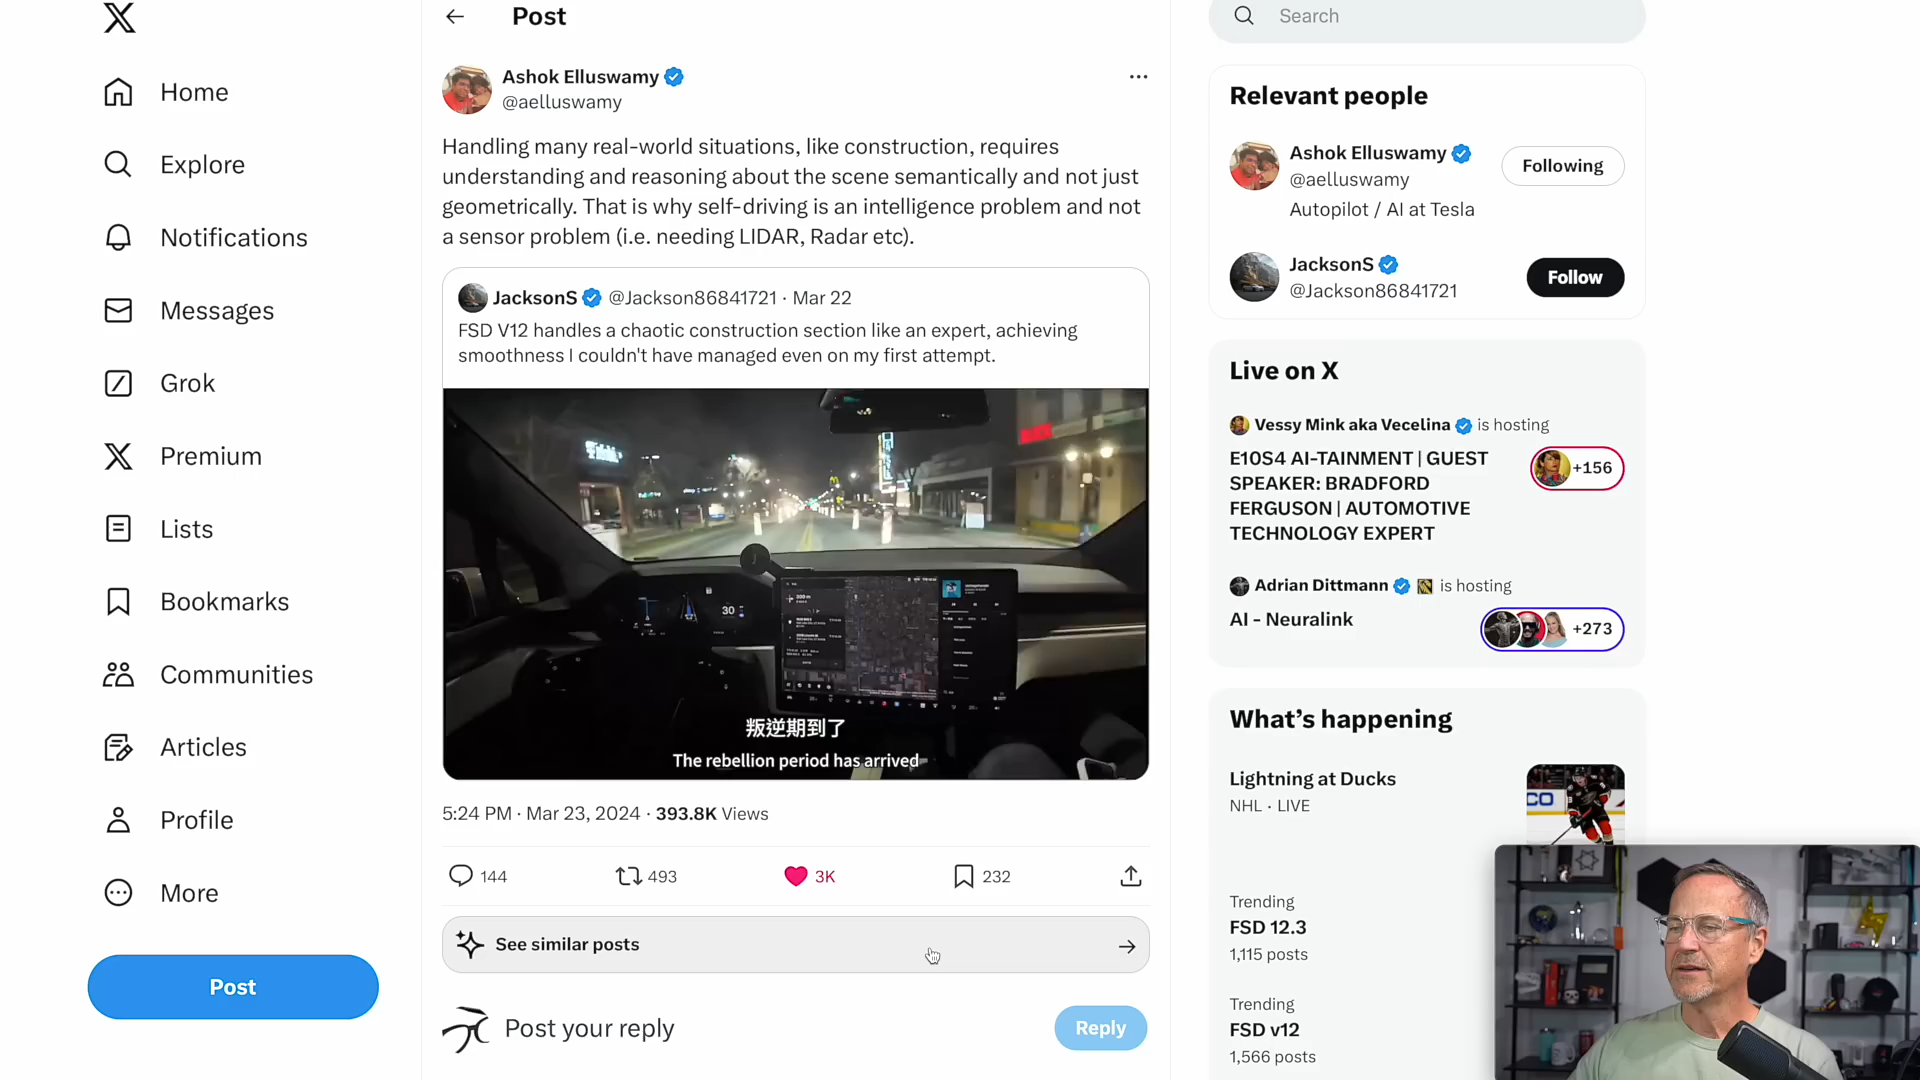 Home
Explore
Notifications
Messages
Grok
Premium
Lists
Bookmarks
Communities
Articles
Profile
More
Post
Post
Ashok Elluswamy
@aelluswamy
Handling many real-world situations, like construction, requires
understanding and reasoning about the scene semantically and not just
geometrically. That is why self-driving is an intelligence problem and not
a sensor problem (i.e. needing LIDAR, Radar etc).
JacksonS @Jackson86841721 · Mar 22
FSD V12 handles a chaotic construction section like an expert, achieving
smoothness I couldn't have managed even on my first attempt.
30
叛逆期到了
The rebellion period has arrived
5:24 PM · Mar 23, 2024 · 393.8K Views
144 493 3K 232
See similar posts
Post your reply
Reply
Search
Relevant people
Ashok Elluswamy
@aelluswamy
Following
Autopilot / AI at Tesla
JacksonS
@Jackson86841721
Follow
Live on X
Vessy Mink aka Vecelina is hosting
E10S4 AI-TAINMENT | GUEST
SPEAKER: BRADFORD
FERGUSON | AUTOMOTIVE
TECHNOLOGY EXPERT
+156
Adrian Dittmann is hosting
AI - Neuralink
+273
What’s happening
Lightning at Ducks
NHL · LIVE
Trending
FSD 12.3
1,115 posts
Trending
FSD v12
1,566 posts